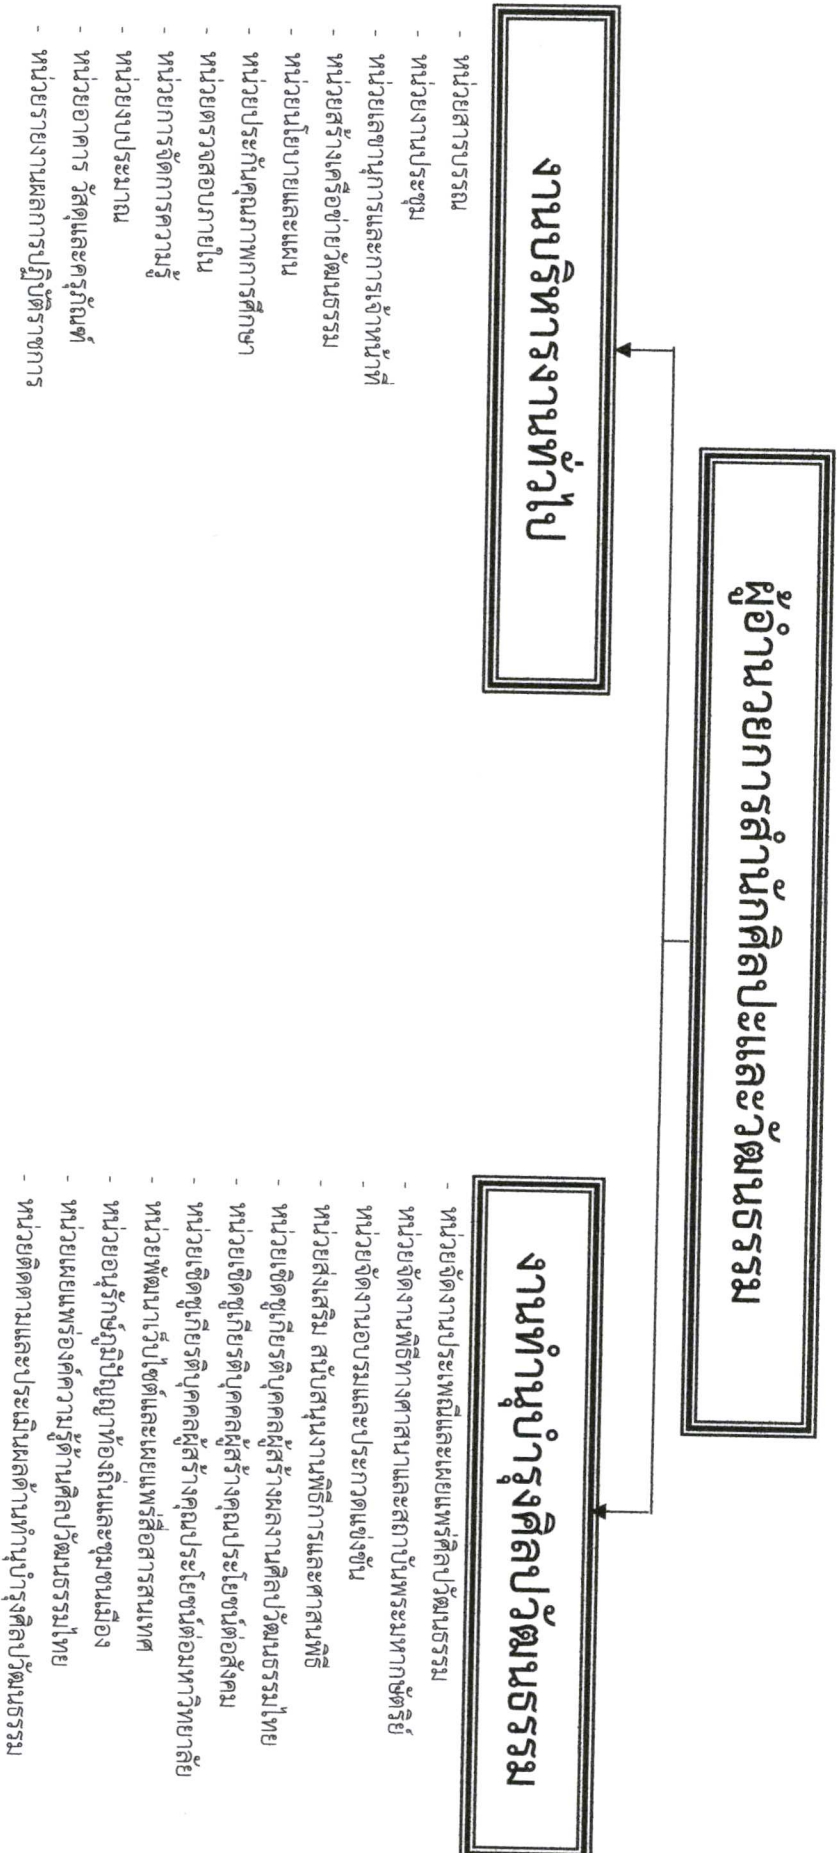 ผู้อำนวยการสำนักศิลปะและวัฒนธรรม
งานบริหารงานทั่วไป
- หน่วยสารบรรณ
- หน่วยงานประชุม
- หน่วยเลขานุการและการเจ้าหน้าที่
- หน่วยสร้างเครือข่ายวัฒนธรรม
- หน่วยนโยบายและแผน
- หน่วยประกันคุณภาพการศึกษา
- หน่วยตรวจสอบภายใน
- หน่วยการจัดการความรู้
- หน่วยงบประมาณ
- หน่วยอาคาร วัสดุและครุภัณฑ์
- หน่วยรายงานผลการปฏิบัติราชการ
งานทำนุบำรุงศิลปวัฒนธรรม
- หน่วยจัดงานประเพณีและเผยแพร่ศิลปวัฒนธรรม
- หน่วยจัดงานพิธีทางศาสนาและสถาบันพระมหากษัตริย์
- หน่วยจัดงานอบรมและประกวดแข่งขัน
- หน่วยส่งเสริม สนับสนุนงานพิธีการและศาสนพิธี
- หน่วยเชิดชูเกียรติบุคคลผู้สร้างผลงานศิลปวัฒนธรรมไทย
- หน่วยเชิดชูเกียรติบุคคลผู้สร้างคุณประโยชน์ต่อสังคม
- หน่วยเชิดชูเกียรติบุคคลผู้สร้างคุณประโยชน์ต่อมหาวิทยาลัย
- หน่วยพัฒนาเว็บไซต์และเผยแพร่สื่อสารสนเทศ
- หน่วยอนุรักษ์ภูมิปัญญาท้องถิ่นและชุมชนเมือง
- หน่วยเผยแพร่องค์ความรู้ด้านศิลปวัฒนธรรมไทย
- หน่วยติดตามและประเมินผลด้านทำนุบำรุงศิลปวัฒนธรรม